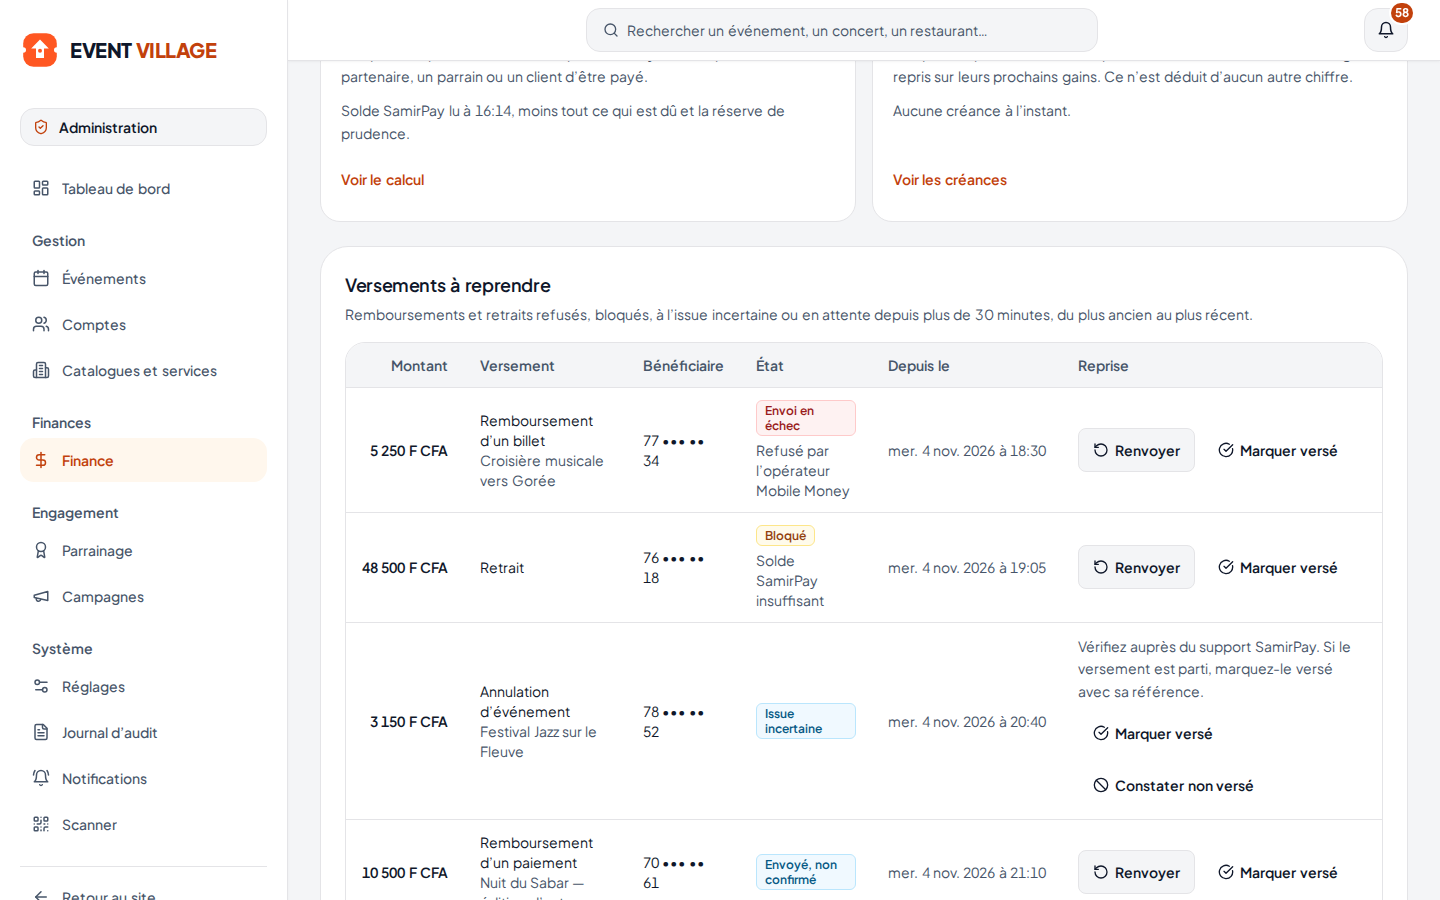 EVENT VILLAGE
Rechercher un événement, un concert, un restaurant…
58
Administration
Tableau de bord
Gestion
Événements
Comptes
Catalogues et services
Finances
Finance
Engagement
Parrainage
Campagnes
Système
Réglages
Journal d’audit
Notifications
Scanner
Retour au site
partenaire, un parrain ou un client d’être payé.
Solde SamirPay lu à 16:14, moins tout ce qui est dû et la réserve de
prudence.
Voir le calcul
repris sur leurs prochains gains. Ce n’est déduit d’aucun autre chiffre.
Aucune créance à l’instant.
Voir les créances
Versements à reprendre
Remboursements et retraits refusés, bloqués, à l’issue incertaine ou en attente depuis plus de 30 minutes, du plus ancien au plus récent.
Montant Versement Bénéficiaire État Depuis le Reprise
5 250 F CFA
Remboursement
d’un billet
Croisière musicale
vers Gorée
77 ••• ••
34
Envoi en
échec
Refusé par
l’opérateur
Mobile Money
mer. 4 nov. 2026 à 18:30
Renvoyer
Marquer versé
48 500 F CFA
Retrait
76 ••• ••
18
Bloqué
Solde
SamirPay
insuffisant
mer. 4 nov. 2026 à 19:05
Renvoyer
Marquer versé
3 150 F CFA
Annulation
d’événement
Festival Jazz sur le
Fleuve
78 ••• ••
52
Issue
incertaine
mer. 4 nov. 2026 à 20:40
Vérifiez auprès du support SamirPay. Si le
versement est parti, marquez-le versé
avec sa référence.
Marquer versé
Constater non versé
10 500 F CFA
Remboursement
d’un paiement
Nuit du Sabar —
70 ••• ••
61
Envoyé, non
confirmé
mer. 4 nov. 2026 à 21:10
Renvoyer
Marquer versé